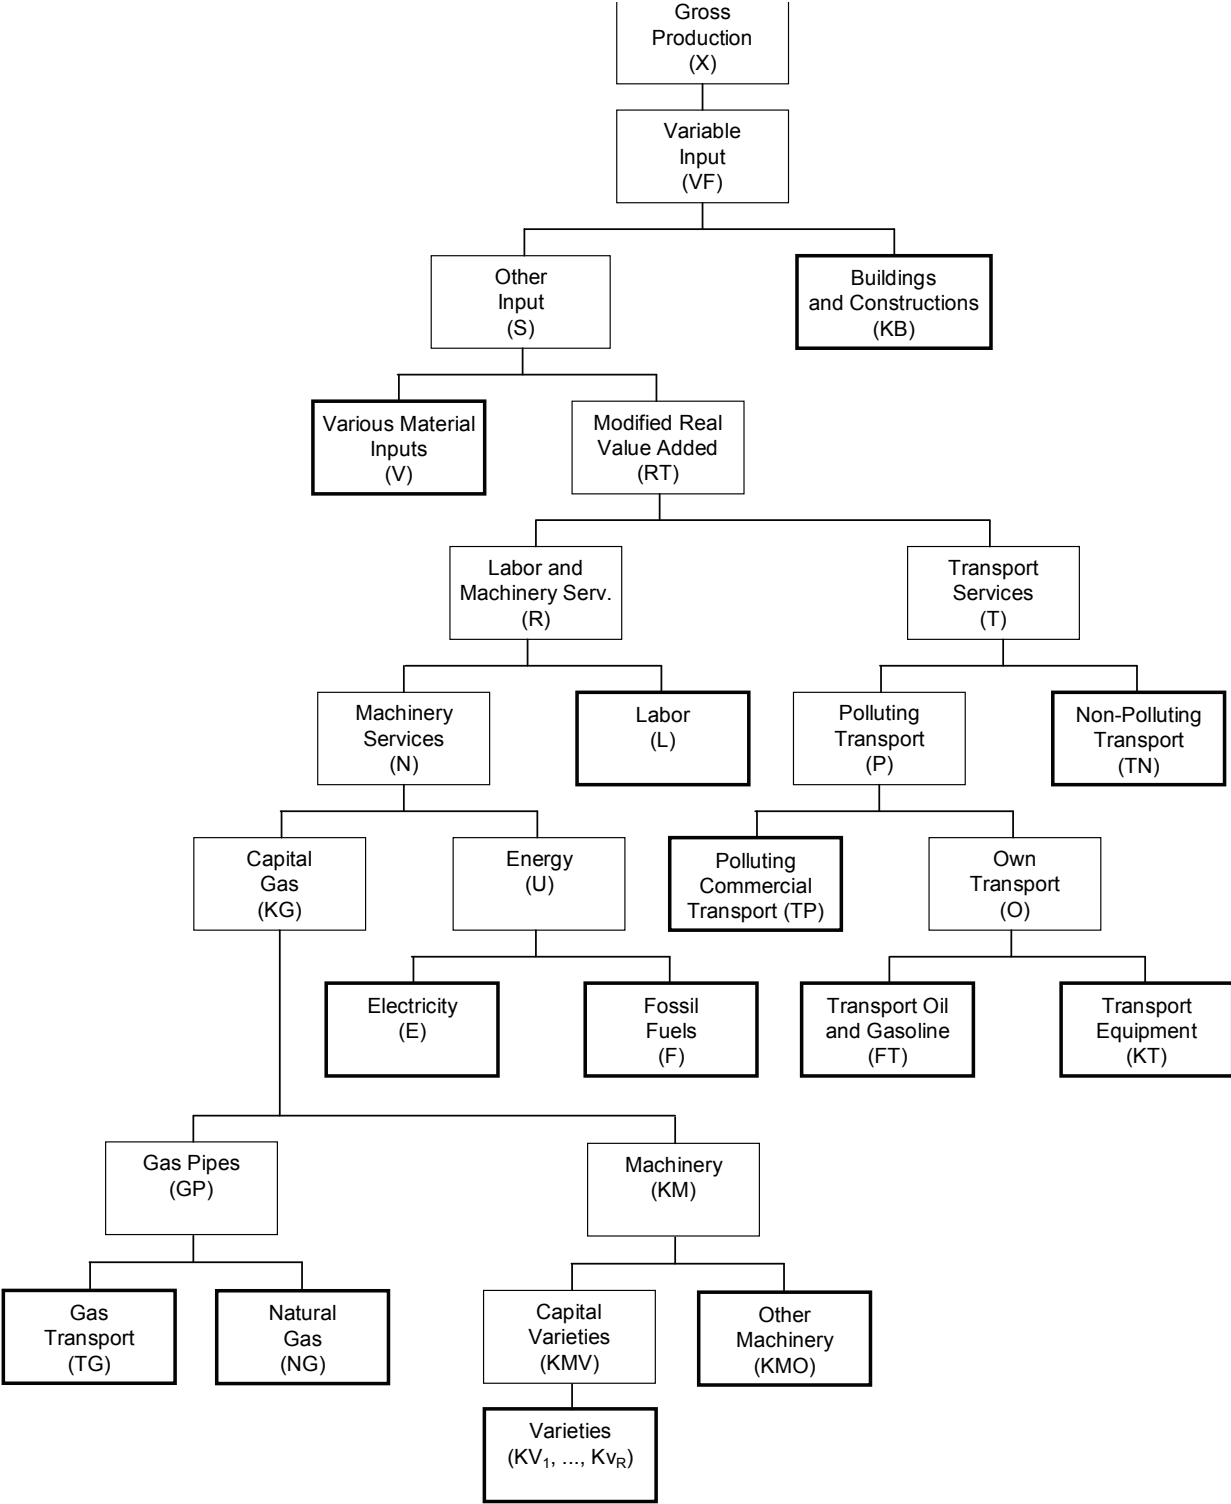 Gross
Production
(X)
Variable
Input
(VF)
Other
Input
(S)
Buildings
and Constructions
(KB)
Various Material
Inputs
(V)
Modified Real
Value Added
(RT)
Labor and
Machinery Serv.
(R)
Transport
Services
(T)
Machinery
Services
(N)
Labor
(L)
Polluting
Transport
(P)
Non-Polluting
Transport
(TN)
Capital
Gas
(KG)
Energy
(U)
Polluting
Commercial
Transport (TP)
Own
Transport
(O)
Electricity
(E)
Fossil
Fuels
(F)
Transport Oil
and Gasoline
(FT)
Transport
Equipment
(KT)
Gas Pipes
(GP)
Machinery
(KM)
Gas
Transport
(TG)
Natural
Gas
(NG)
Capital
Varieties
(KMV)
Other
Machinery
(KMO)
Varieties
(KV₁, ..., Kv_R)